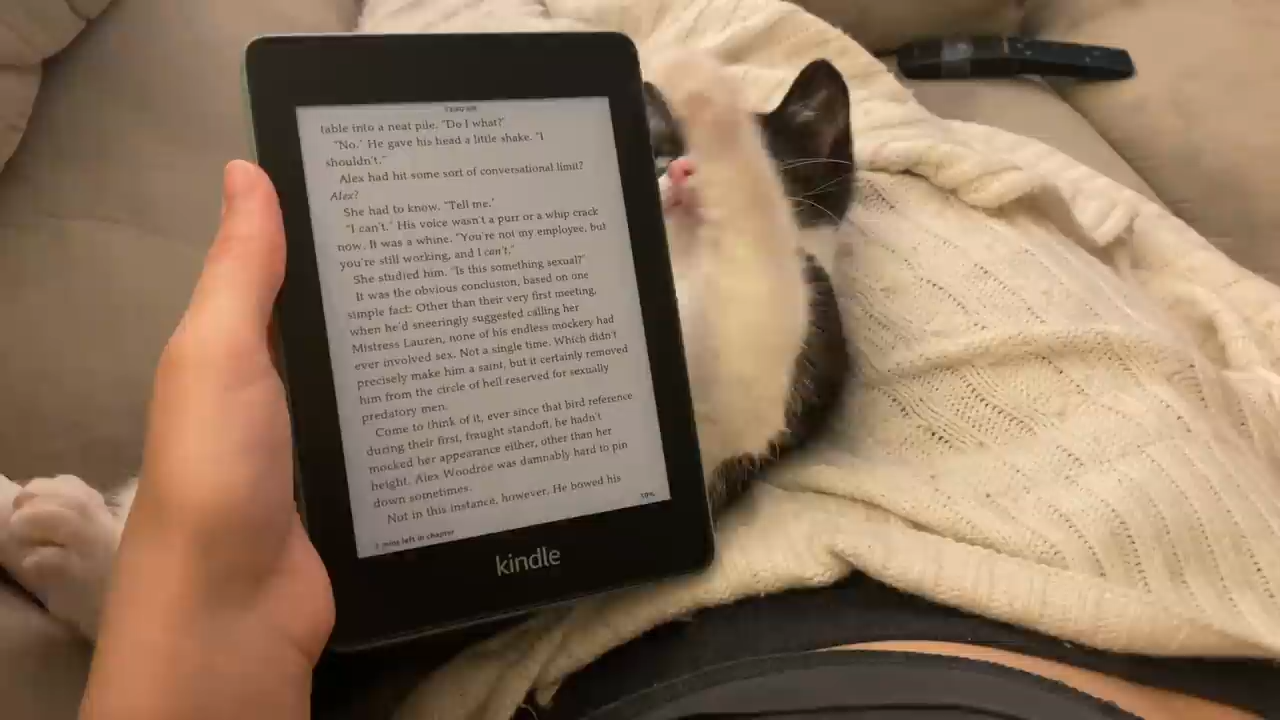 table into a neat pile. "Do I what?"
"No." He gave his head a little shake. "I
shouldn't."
Alex had hit some sort of conversational limit?
Alex?
She had to know. "Tell me."
"I can't." His voice wasn't a purr or a whip crack
now. It was a whine. "You're not my employee, but
you're still working, and I can't."
She studied him. "Is this something sexual?"
It was the obvious conclusion, based on one
simple fact: Other than their very first meeting,
when he'd sneeringly suggested calling her
Mistress Lauren, none of his endless mockery had
ever involved sex. Not a single time. Which didn't
precisely make him a saint, but it certainly removed
him from the circle of hell reserved for sexually
predatory men.
Come to think of it, ever since that bird reference
during their first, fraught standoff, he hadn't
mocked her appearance either, other than her
height. Alex Woodroe was damnably hard to pin
down sometimes.
Not in this instance, however. He bowed his
mins left in chapter
19%
kindle